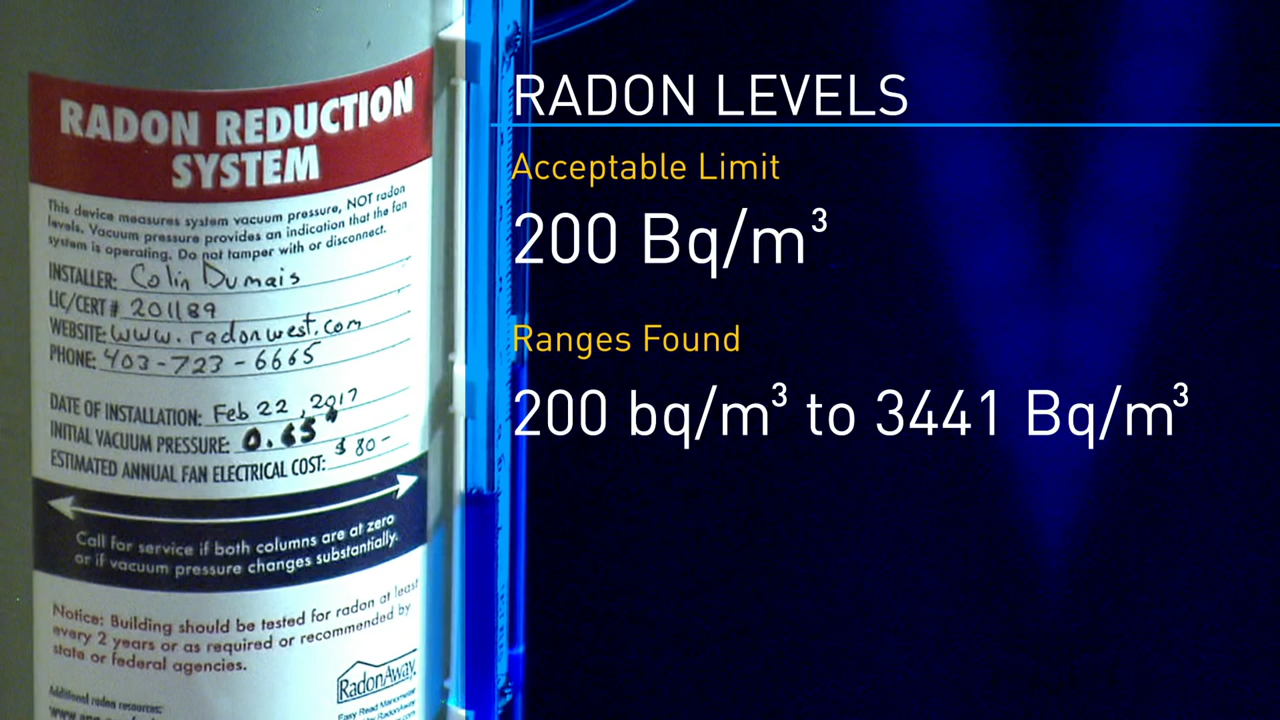 RADON REDUCTION
SYSTEM
This device measures system vacuum pressure, NOT radon
levels. Vacuum pressure provides an indication that the fan
system is operating. Do not tamper with or disconnect.
INSTALLER: Colin Dumais
LIC/CERT # 201189
WEBSITE: www.radonwest.com
PHONE: 403-723-6665
DATE OF INSTALLATION: Feb 22, 2017
INITIAL VACUUM PRESSURE: 0.65"
ESTIMATED ANNUAL FAN ELECTRICAL COST: $80-
Call for service if both columns are at zero
or if vacuum pressure changes substantially.
Notice: Building should be tested for radon at least
every 2 years or as required or recommended by
state or federal agencies.
RadonAway
Easy Read Manometer
Additional radon resources:
RADON LEVELS
Acceptable Limit
200 Bq/m³
Ranges Found
200 bq/m³ to 3441 Bq/m³